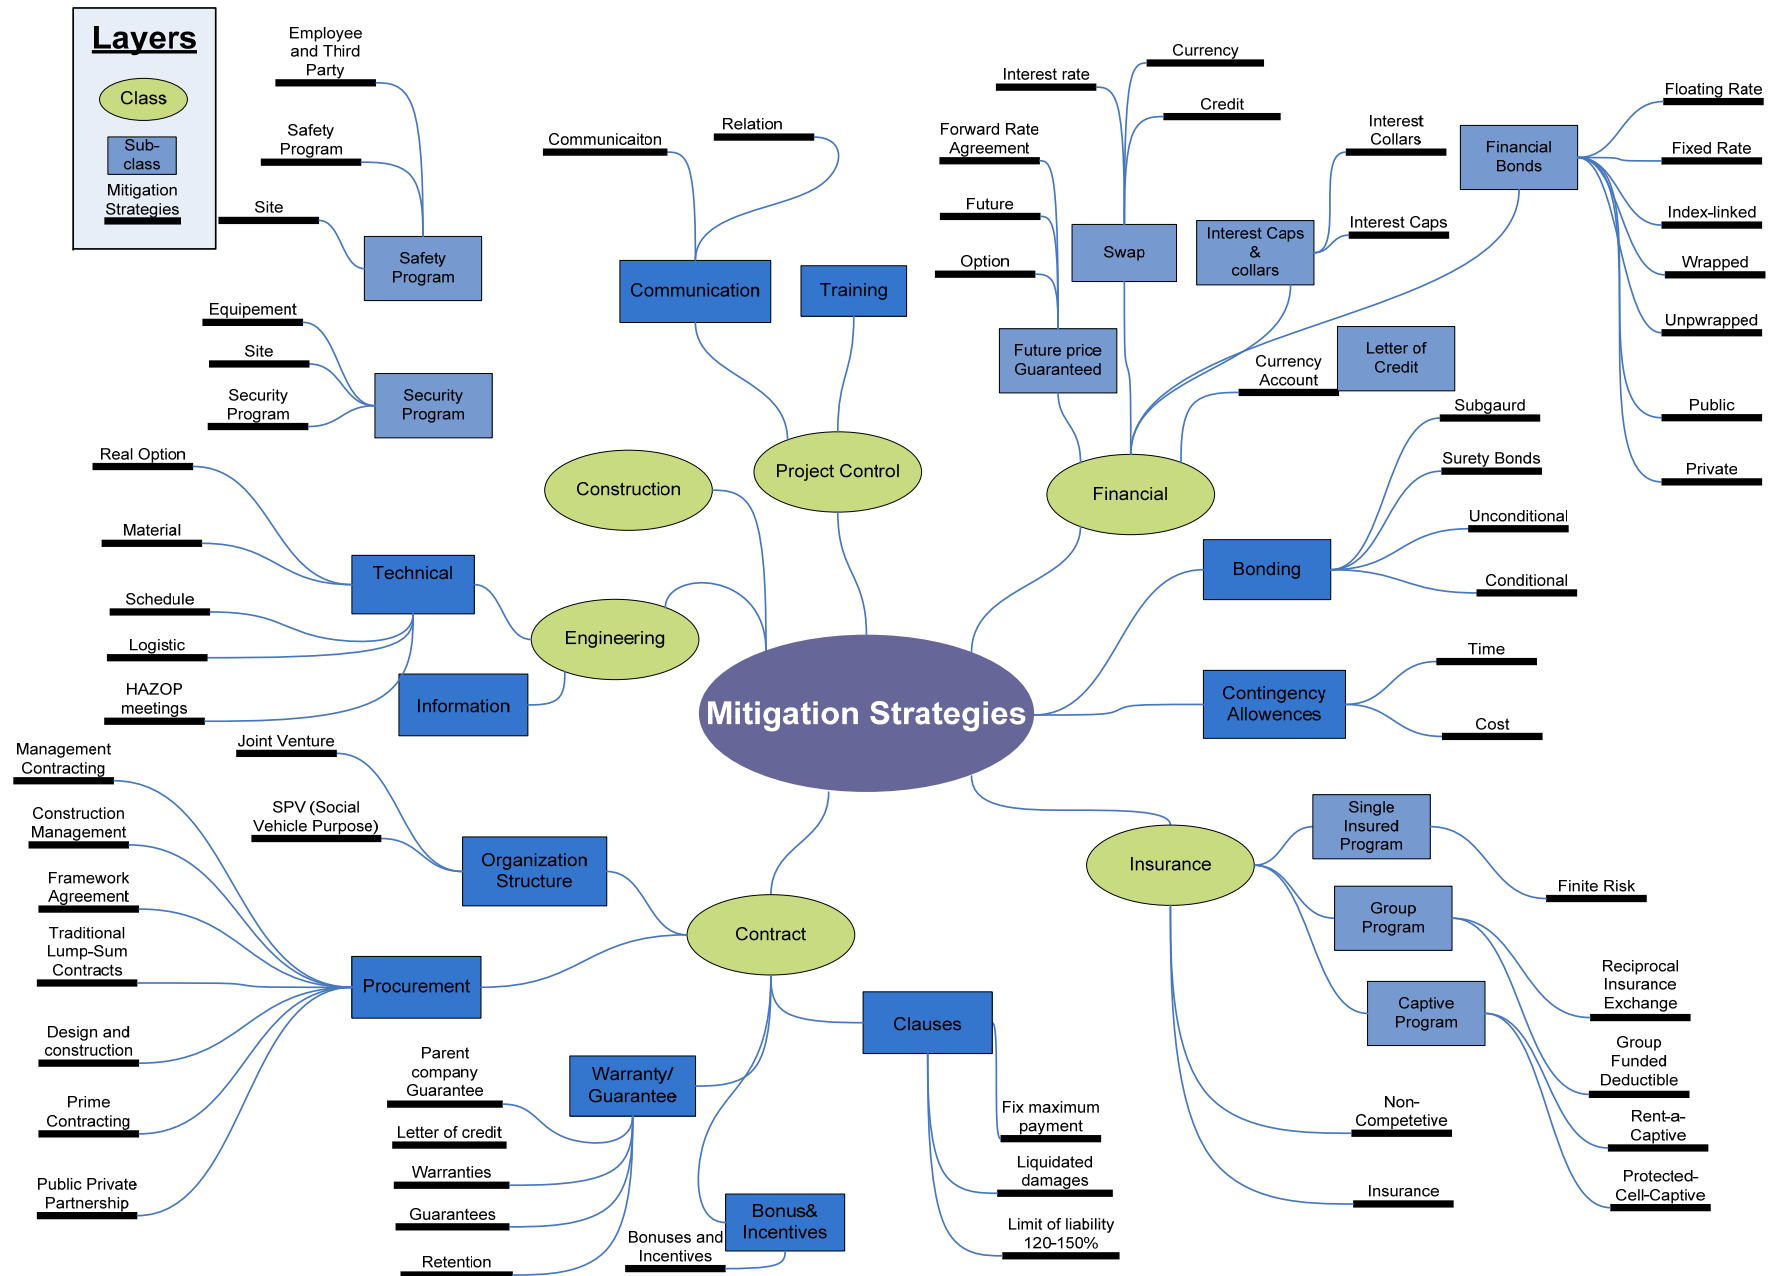 Layers
Class
Sub-
class
Mitigation
Strategies
Employee
and Third
Party
Safety
Program
Site
Safety
Program
Equipement
Site
Security
Program
Security
Program
Communicaiton
Relation
Communication
Training
Construction
Project Control
Interest rate
Currency
Credit
Forward Rate
Agreement
Future
Option
Swap
Interest Caps
&
collars
Interest
Collars
Interest Caps
Financial
Bonds
Floating Rate
Fixed Rate
Index-linked
Wrapped
Unpwrapped
Public
Private
Future price
Guaranteed
Currency
Account
Letter of
Credit
Financial
Subgaurd
Surety Bonds
Unconditional
Conditional
Bonding
Real Option
Material
Schedule
Logistic
HAZOP
meetings
Technical
Engineering
Information
Mitigation Strategies
Contingency
Allowences
Time
Cost
Management
Contracting
Construction
Management
Framework
Agreement
Traditional
Lump-Sum
Contracts
Design and
construction
Prime
Contracting
Public Private
Partnership
Joint Venture
SPV (Social
Vehicle Purpose)
Organization
Structure
Procurement
Contract
Parent
company
Guarantee
Letter of credit
Warranties
Guarantees
Retention
Warranty/
Guarantee
Bonuses and
Incentives
Bonus&
Incentives
Clauses
Fix maximum
payment
Liquidated
damages
Limit of liability
120-150%
Insurance
Single
Insured
Program
Finite Risk
Group
Program
Captive
Program
Reciprocal
Insurance
Exchange
Group
Funded
Deductible
Rent-a-
Captive
Protected-
Cell-Captive
Non-
Competetive
Insurance